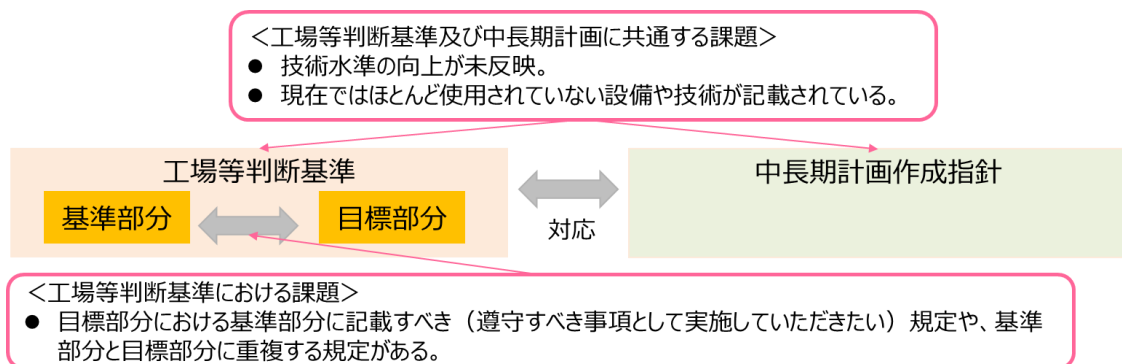 ＜工場等判断基準及び中長期計画に共通する課題＞
● 技術水準の向上が未反映。
● 現在ではほとんど使用されていない設備や技術が記載されている。
工場等判断基準
基準部分
目標部分
対応
中長期計画作成指針
＜工場等判断基準における課題＞
● 目標部分における基準部分に記載すべき（遵守すべき事項として実施していただきたい）規定や、基準
部分と目標部分に重複する規定がある。